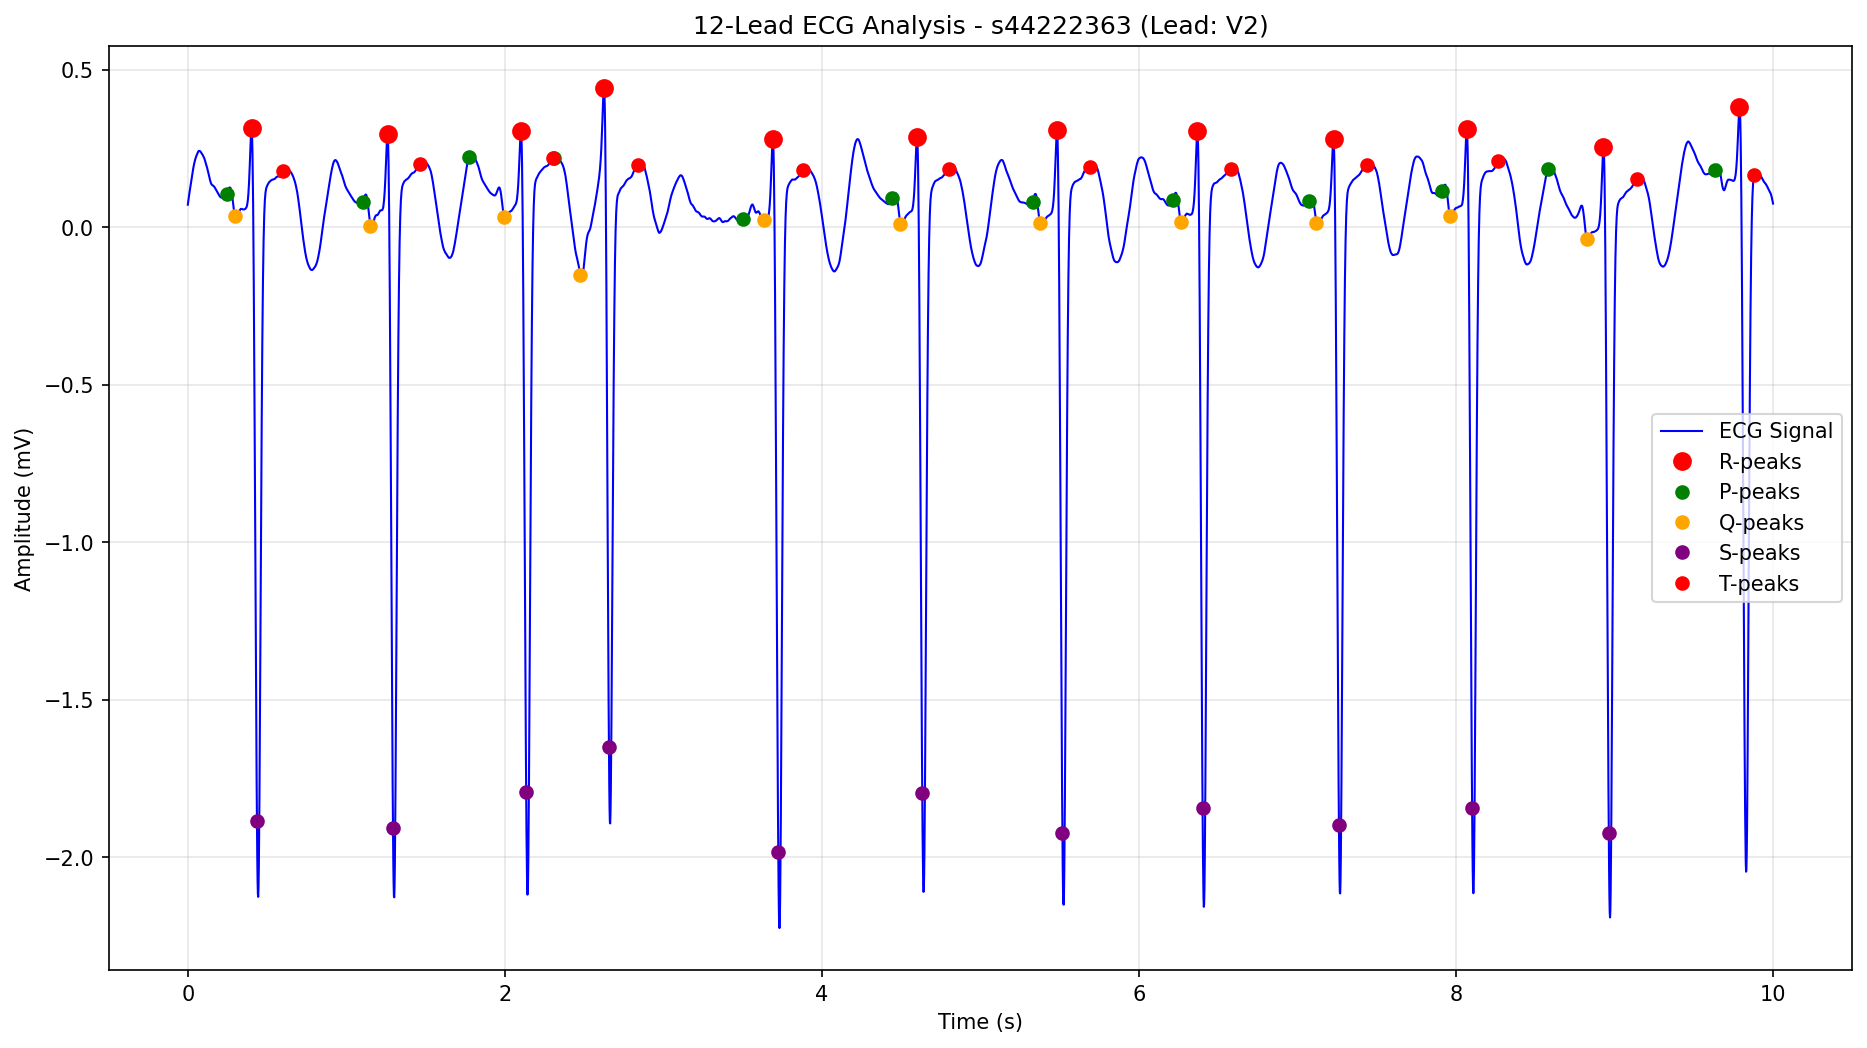 12-Lead ECG Analysis - s44222363 (Lead: V2)
Amplitude (mV)
0.5
0.0
−0.5
−1.0
−1.5
−2.0
ECG Signal
R-peaks
P-peaks
Q-peaks
S-peaks
T-peaks
0 2 4 6 8 10
Time (s)